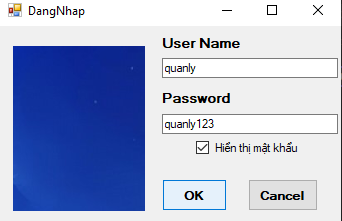 DangNhap
User Name
quanly
Password
quanly123
Hiển thị mật khẩu
OK
Cancel